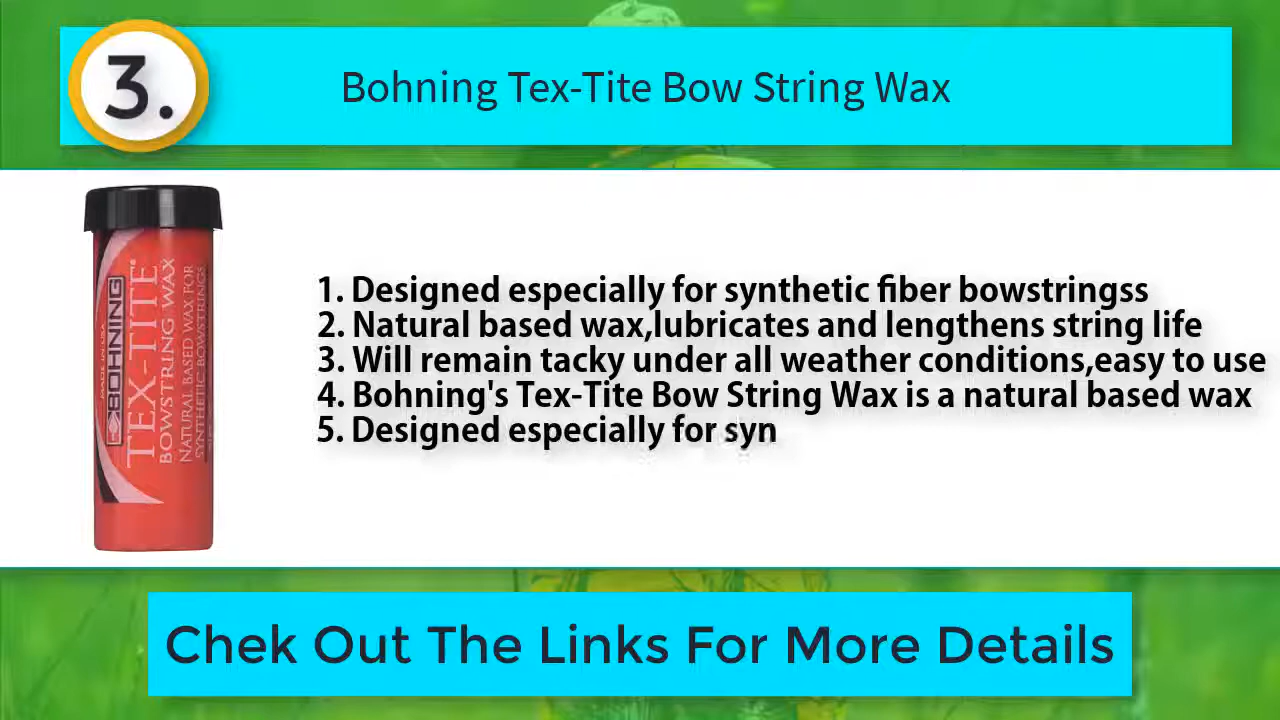 3.
Bohning Tex-Tite Bow String Wax
MADE IN USA
BOHNING
TEX-TITE®
BOWSTRING WAX
NATURAL BASED WAX FOR
SYNTHETIC BOWSTRINGS
1. Designed especially for synthetic fiber bowstringss
2. Natural based wax,lubricates and lengthens string life
3. Will remain tacky under all weather conditions,easy to use
4. Bohning's Tex-Tite Bow String Wax is a natural based wax
5. Designed especially for syn
Chek Out The Links For More Details